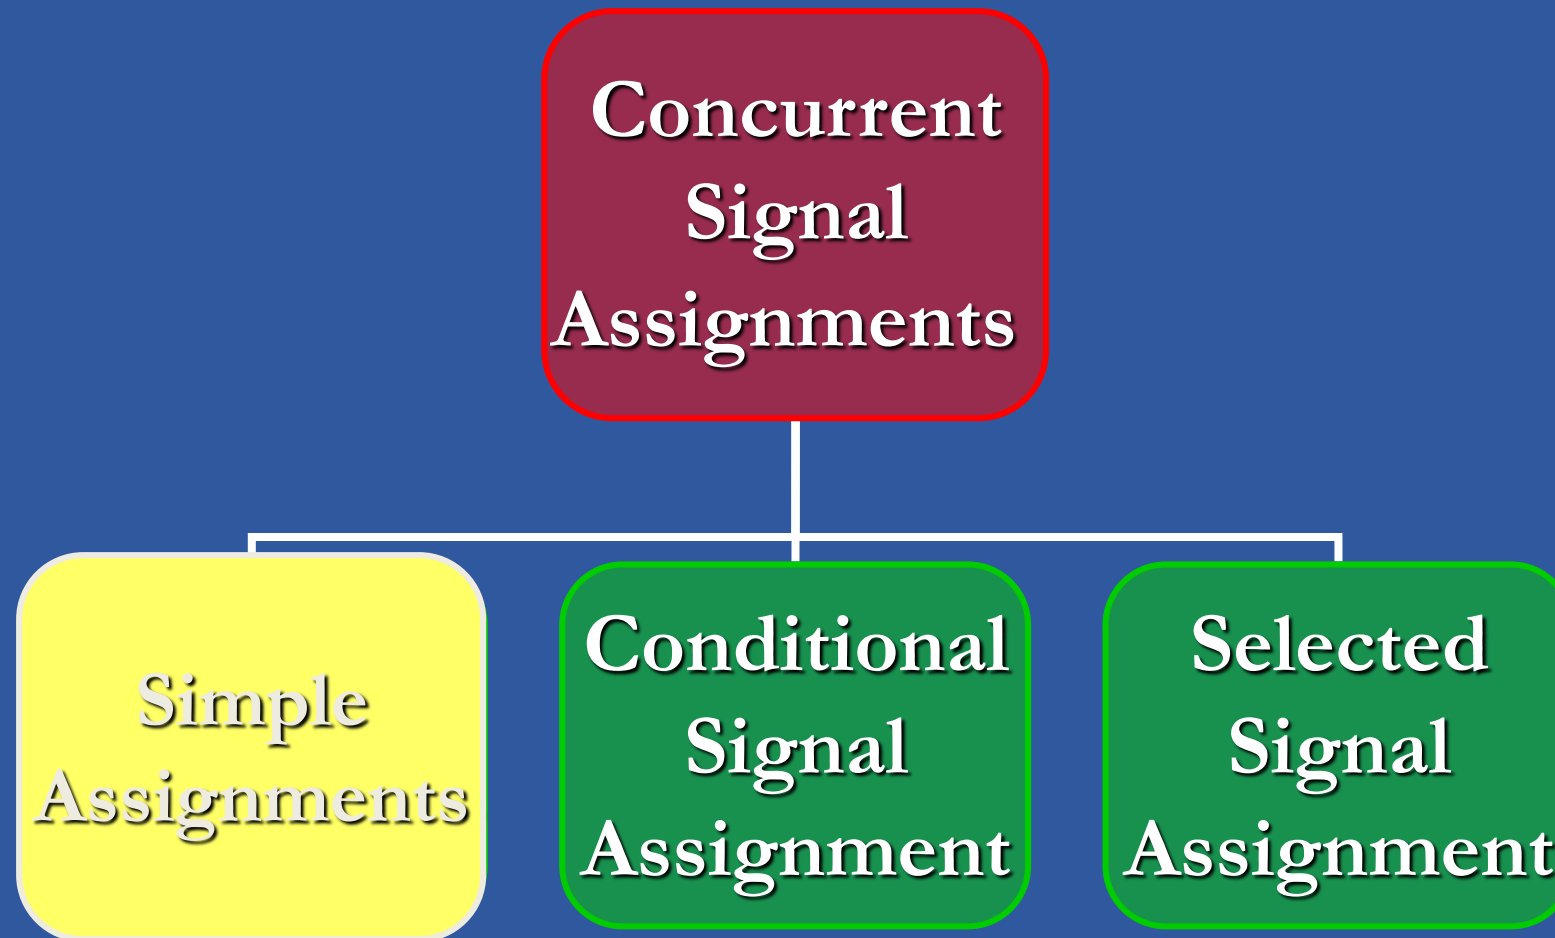 Concurrent
Signal
Assignments
Simple
Assignments
Conditional
Signal
Assignment
Selected
Signal
Assignment